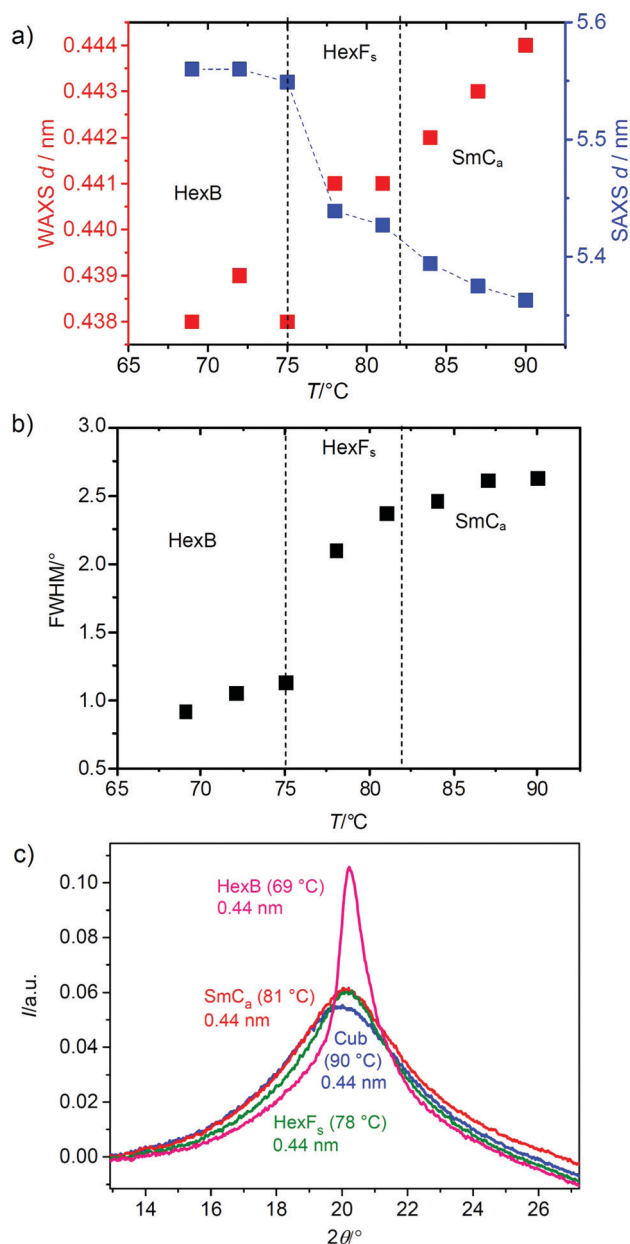 a)
HexFₛ
HexB
SmCₐ
WAXS d / nm
0.444
0.443
0.442
0.441
0.440
0.439
0.438
SAXS d / nm
5.6
5.5
5.4
65 70 75 80 85 90
T/°C
b)
HexFₛ
HexB
SmCₐ
FWHM/°
3.0
2.5
2.0
1.5
1.0
0.5
65 70 75 80 85 90
T/°C
c)
HexB (69 °C)
0.44 nm
SmCₐ (81 °C)
0.44 nm
Cub
(90 °C)
0.44 nm
HexFₛ (78 °C)
0.44 nm
I/a.u.
0.10
0.08
0.06
0.04
0.02
0.00
14 16 18 20 22 24 26
2θ/°